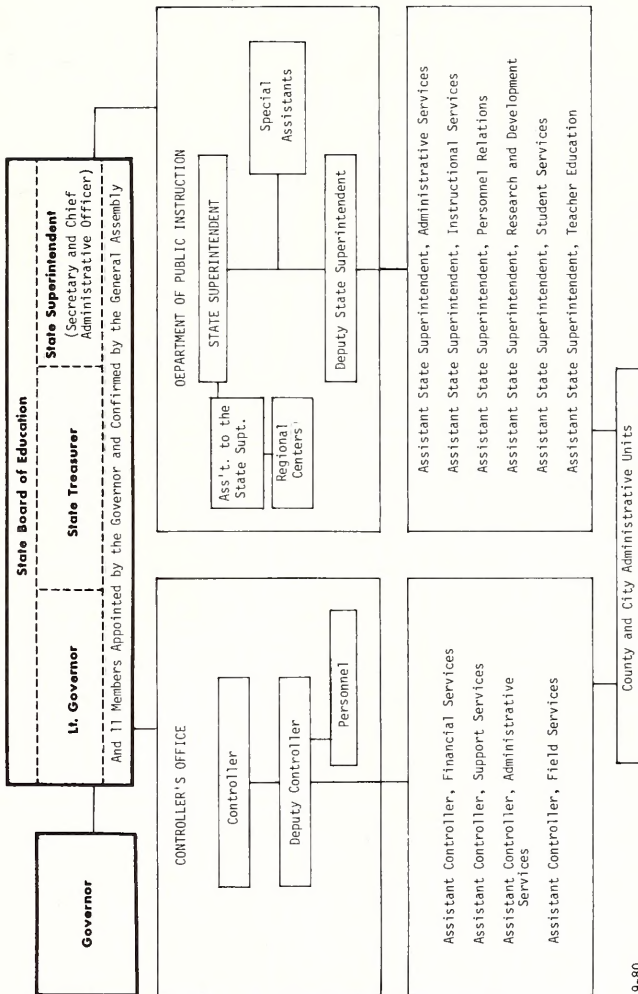 State Board of Education
Governor
Lt. Governor
State Treasurer
State Superintendent
(Secretary and Chief
Administrative Officer)
And 11 Members Appointed by the Governor and Confirmed by the General Assembly
CONTROLLER'S OFFICE
Controller
Deputy Controller
Personnel
DEPARTMENT OF PUBLIC INSTRUCTION
STATE SUPERINTENDENT
Ass't. to the
State Supt.
Regional
Centers
Special
Assistants
Deputy State Superintendent
Assistant Controller, Financial Services
Assistant Controller, Support Services
Assistant Controller, Administrative
Services
Assistant Controller, Field Services
Assistant State Superintendent, Administrative Services
Assistant State Superintendent, Instructional Services
Assistant State Superintendent, Personnel Relations
Assistant State Superintendent, Research and Development
Assistant State Superintendent, Student Services
Assistant State Superintendent, Teacher Education
County and City Administrative Units
9-80